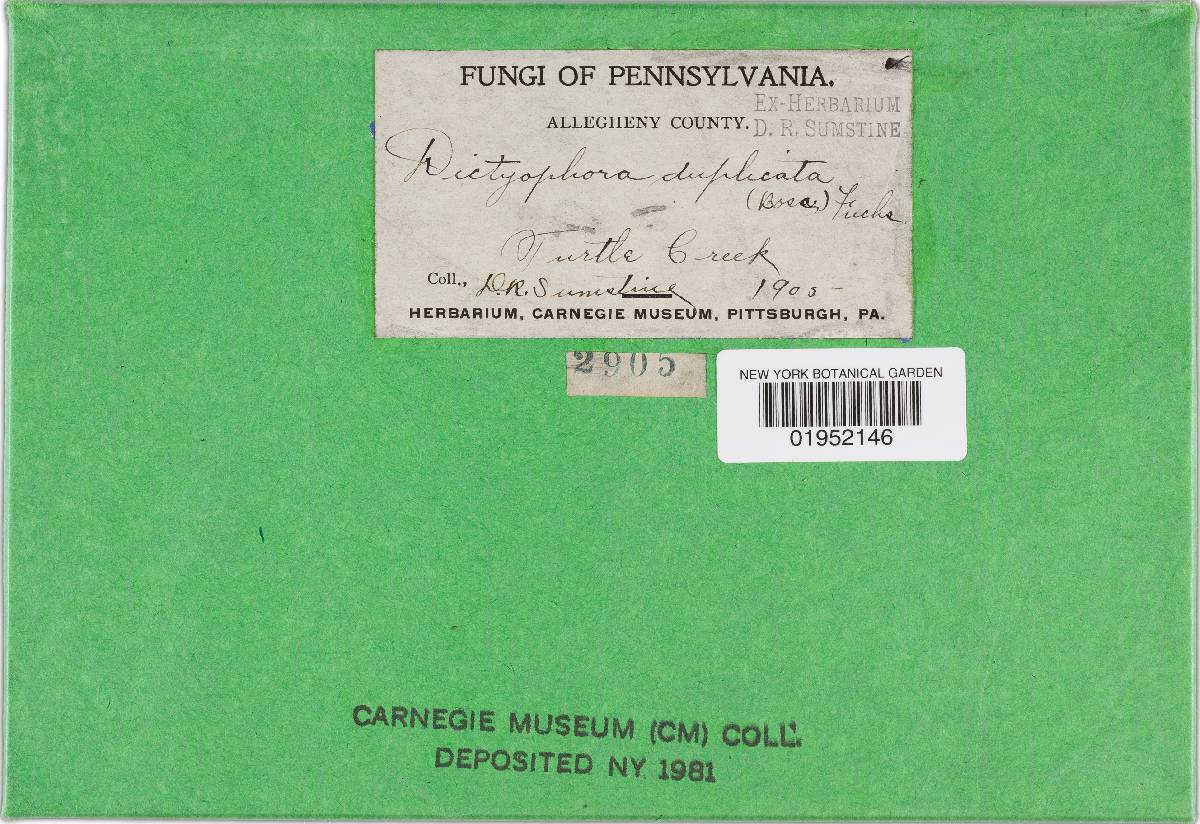 FUNGI OF PENNSYLVANIA.
EX-HERBARIUM
ALLEGHENY COUNTY. D. R. SUMSTINE
Dictyophora duplicata
(Bosc) Fischs
Turtle Creek
Coll., D.R. Sumstine 1905
HERBARIUM, CARNEGIE MUSEUM, PITTSBURGH, PA.
2905
NEW YORK BOTANICAL GARDEN
01952146
CARNEGIE MUSEUM (CM) COLL.
DEPOSITED NY. 1981